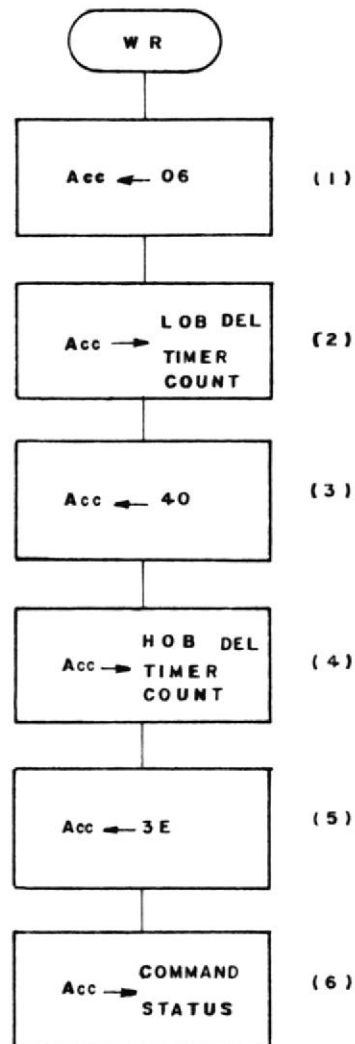 WR
Acc ← 06
(1)
LOB DEL
Acc → TIMER
COUNT
(2)
Acc ← 40
(3)
HOB DEL
Acc → TIMER
COUNT
(4)
Acc ← 3E
(5)
COMMAND
Acc → STATUS
(6)